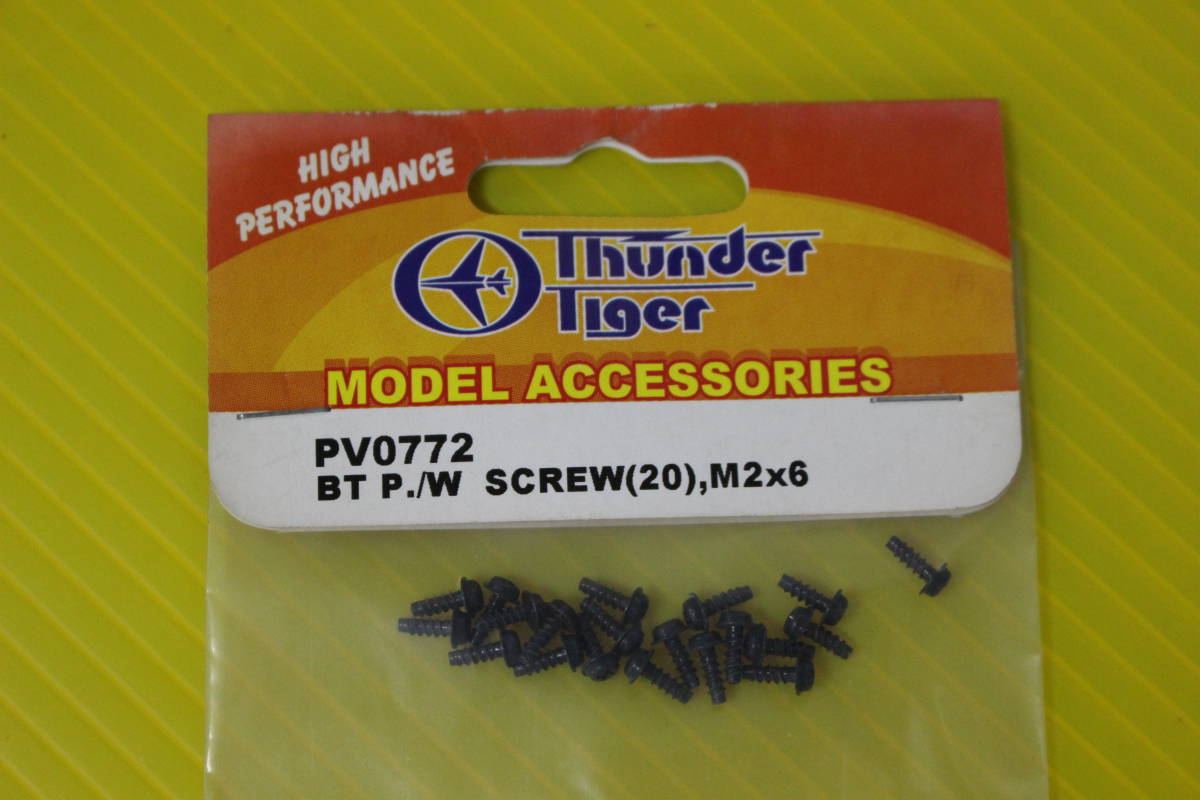 HIGH
PERFORMANCE
Thunder
Tiger
MODEL ACCESSORIES
PV0772
BT P./W SCREW(20),M2x6